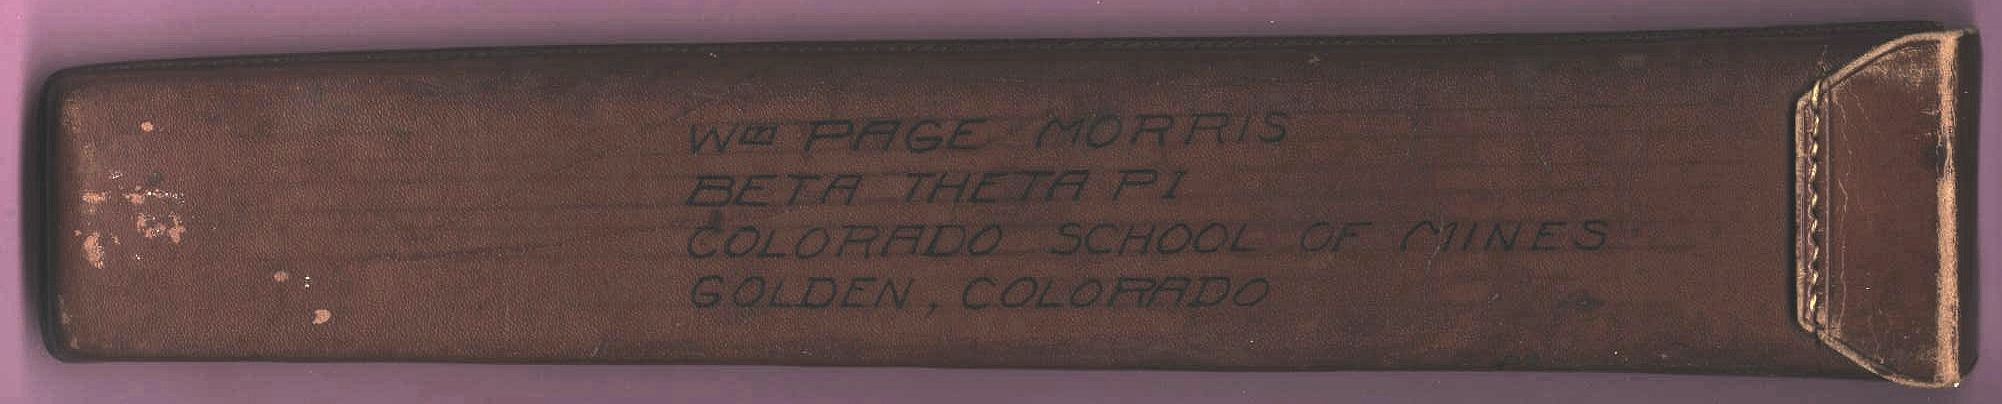 Wm PAGE MORRIS
BETA THETA PI
COLORADO SCHOOL OF MINES
GOLDEN, COLORADO